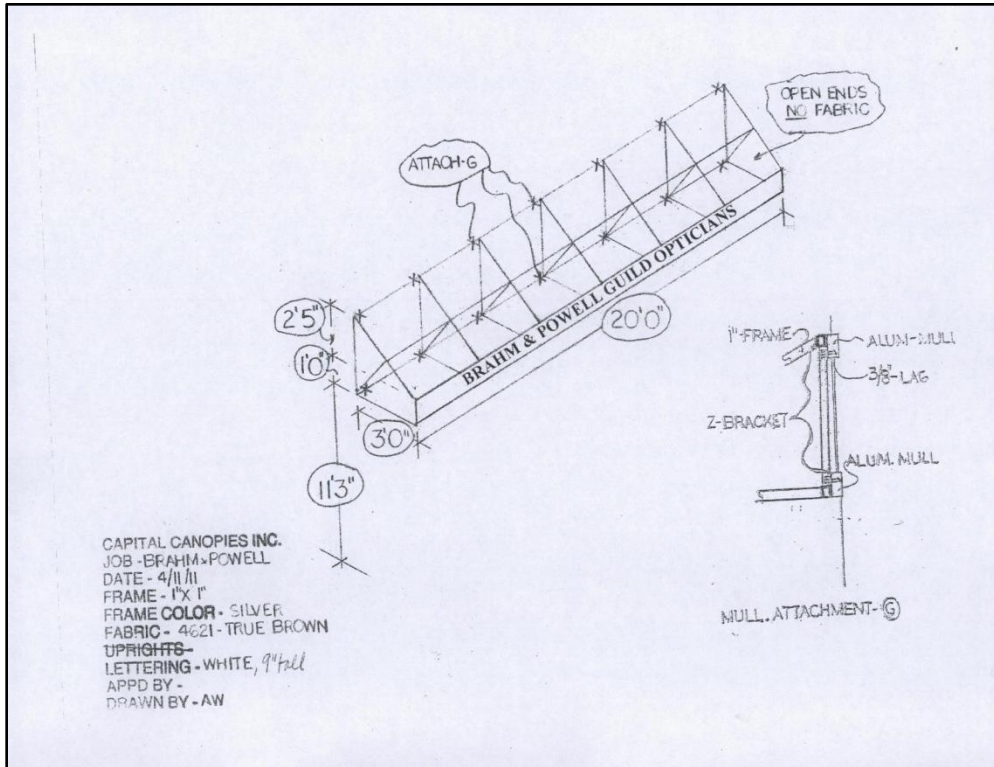 OPEN ENDS
NO FABRIC
ATTACH-G
BRAHM & POWELL GUILD OPTICIANS
2'5"
1'0"
3'0"
20'0"
11'3"
1"-FRAME
ALUM-MULL
3/8"-LAG
Z-BRACKET
ALUM. MULL
MULL. ATTACHMENT-G
CAPITAL CANOPIES INC.
JOB -BRAHM & POWELL
DATE - 4/11/11
FRAME - 1"X 1"
FRAME COLOR - SILVER
FABRIC - 4621 - TRUE BROWN
UPRIGHTS-
LETTERING - WHITE, 9" tall
APPD BY -
DRAWN BY - AW